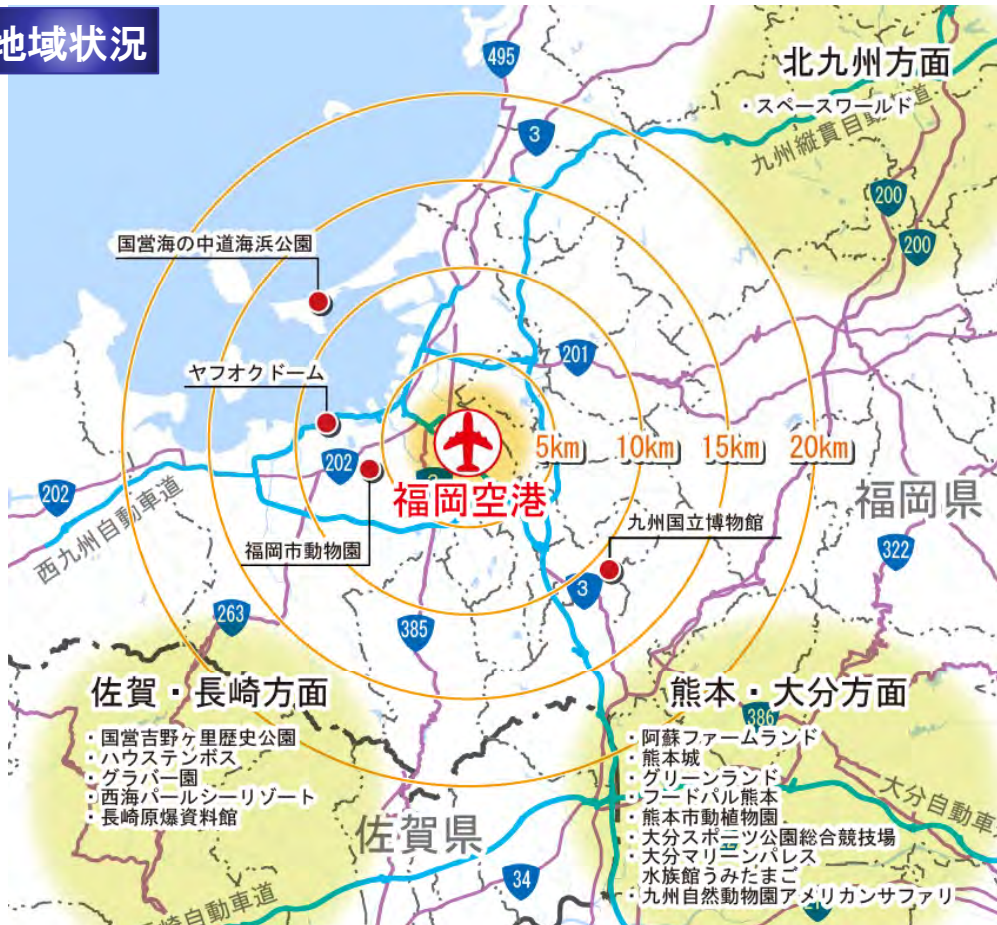 地域状況
495
北九州方面
・スペースワールド
3
九州縦貫自動車道
200
200
国営海の中道海浜公園
201
ヤフオクドーム
5km
10km
15km
20km
202
202
福岡空港
福岡県
西九州自動車道
福岡市動物園
九州国立博物館
322
3
263
385
佐賀・長崎方面
・国営吉野ヶ里歴史公園
・ハウステンボス
・グラバー園
・西海パールシーリゾート
・長崎原爆資料館
熊本・大分方面
386
・阿蘇ファームランド
・熊本城
・グリーンランド
・フードパル熊本
・熊本市動植物園
・大分スポーツ公園総合競技場
・大分マリーンパレス
水族館うみたまご
・九州自然動物園アメリカンサファリ
大分自動車
佐賀県
34
崎自動車道